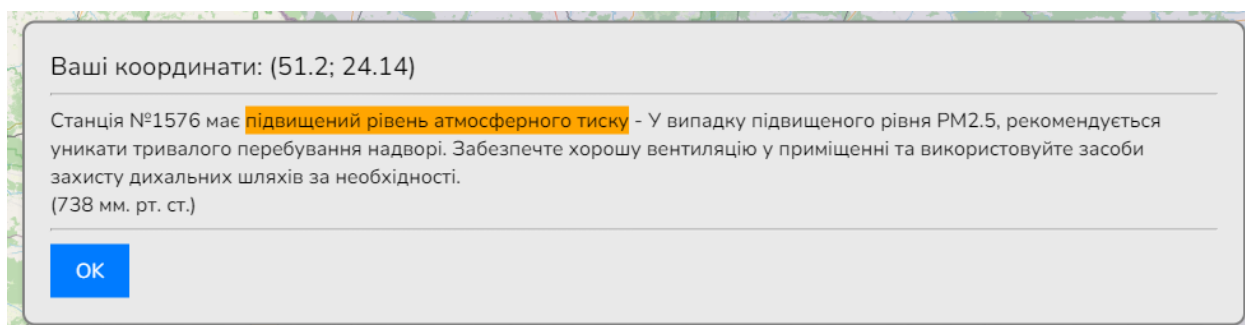 Ваші координати: (51.2; 24.14)
Станція №1576 має підвищений рівень атмосферного тиску - У випадку підвищеного рівня PM2.5, рекомендується
уникати тривалого перебування надворі. Забезпечте хорошу вентиляцію у приміщенні та використовуйте засоби
захисту дихальних шляхів за необхідності.
(738 мм. рт. ст.)
OK